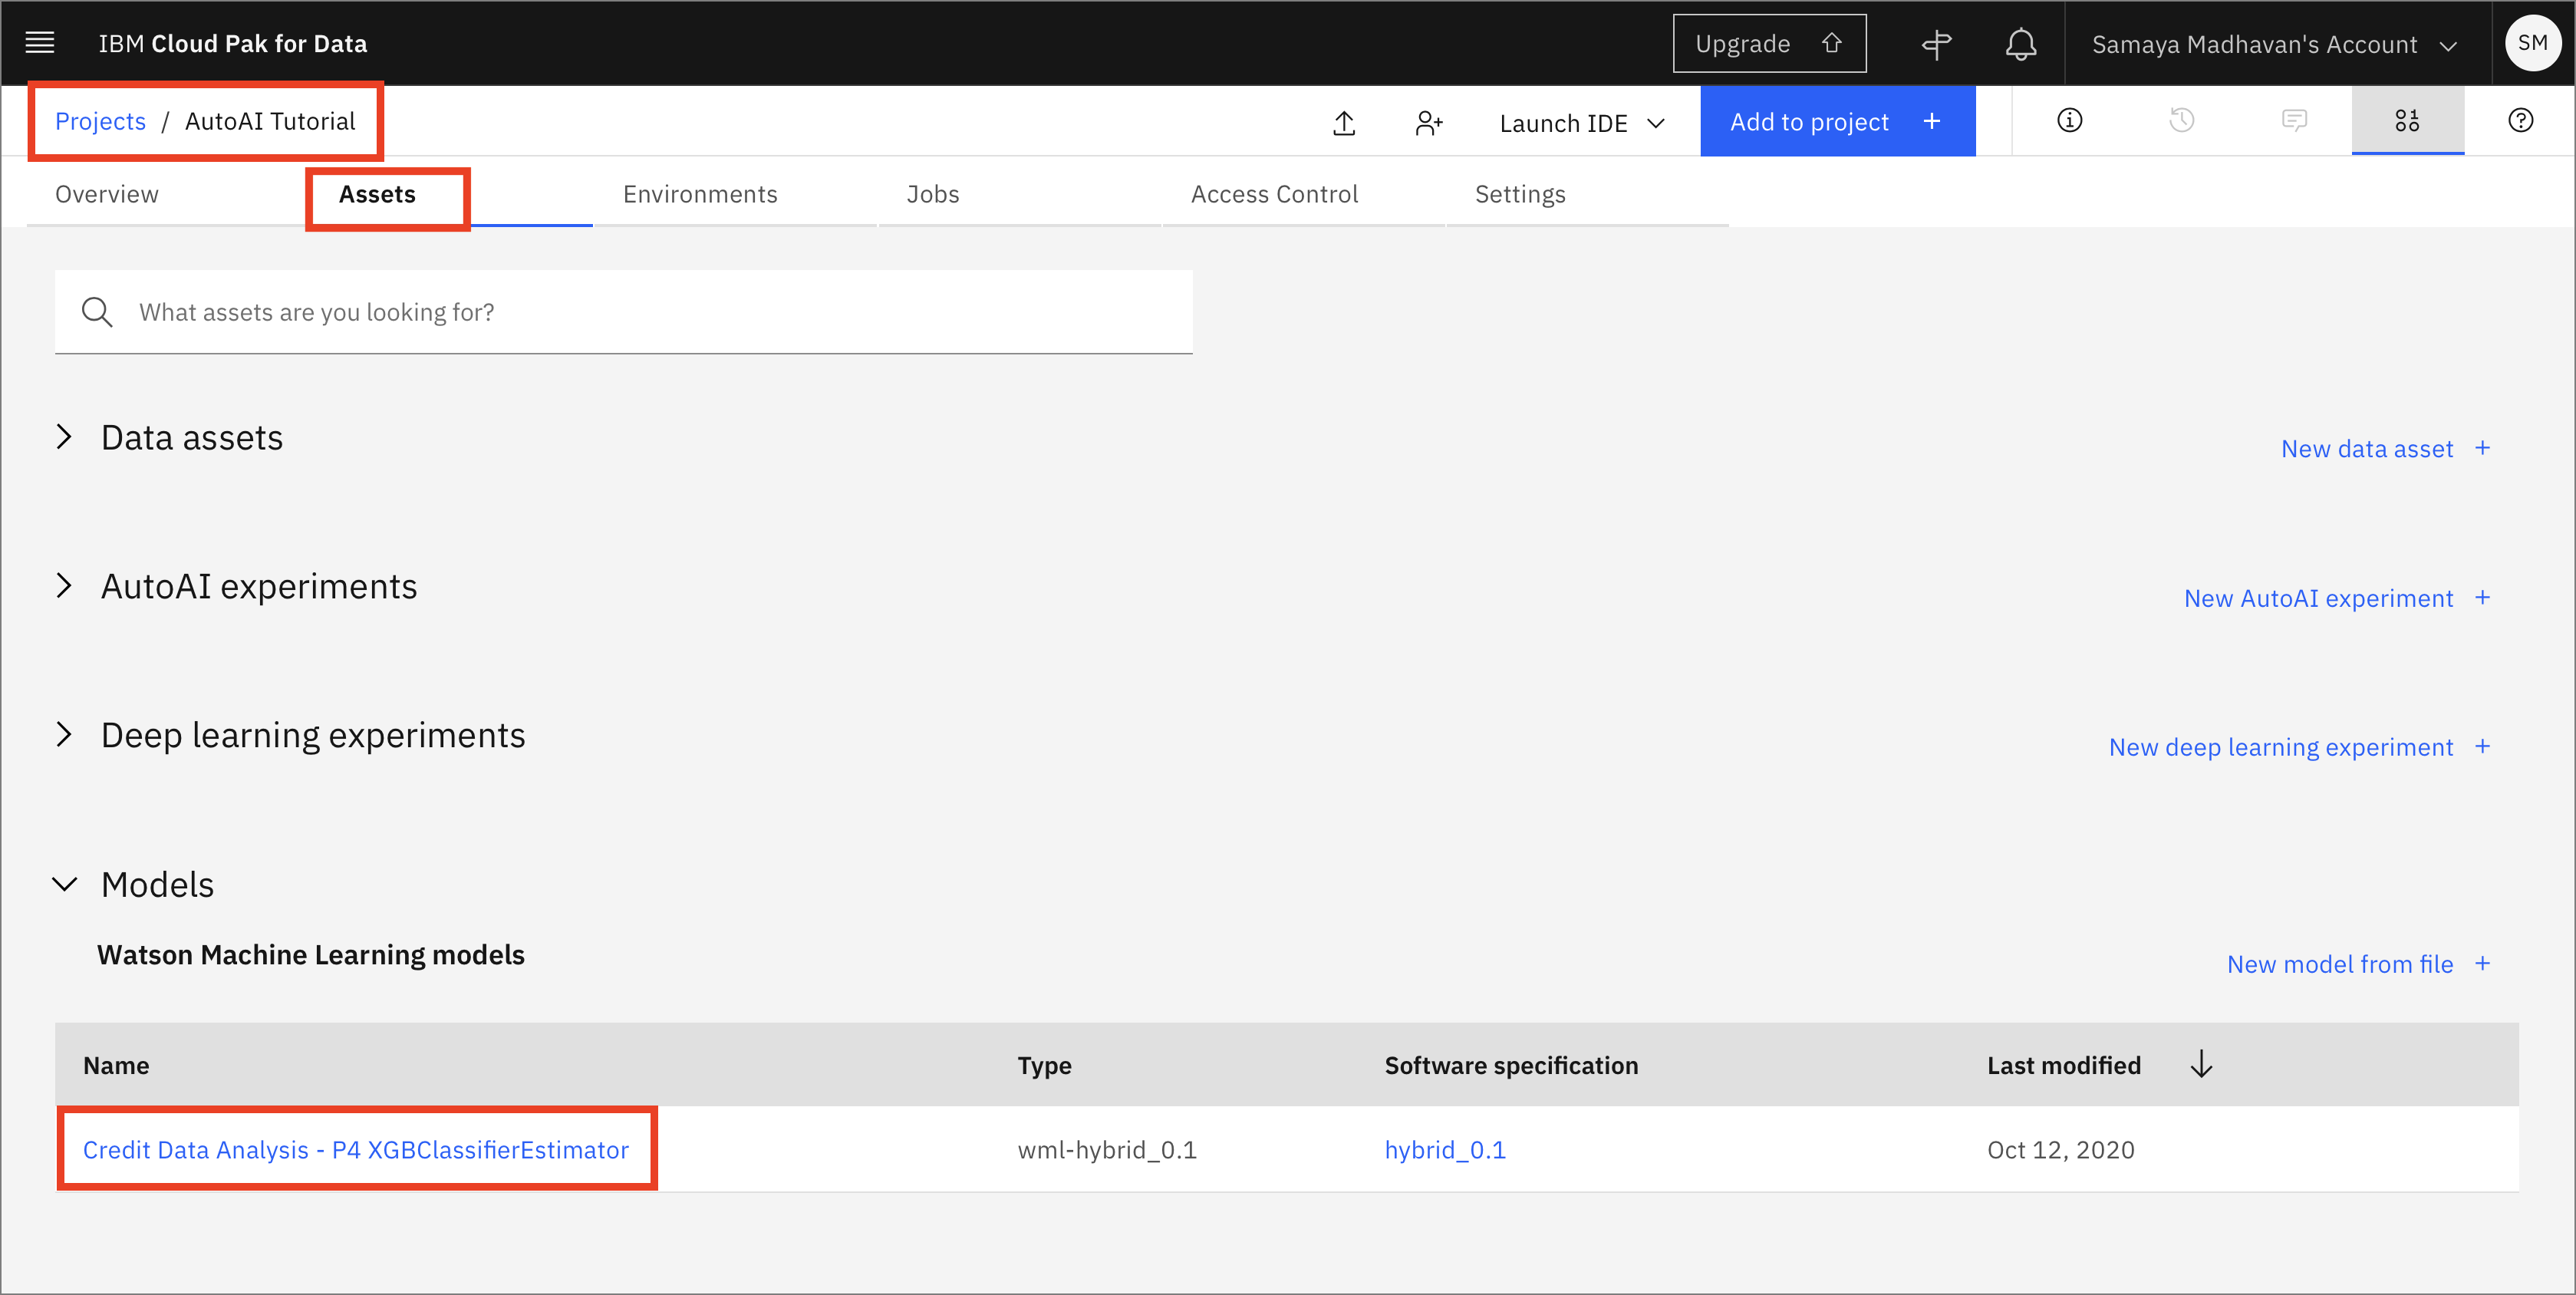 IBM Cloud Pak for Data
Upgrade
Samaya Madhavan's Account
SM
Projects / AutoAI Tutorial
Launch IDE
Add to project +
Overview
Assets
Environments
Jobs
Access Control
Settings
What assets are you looking for?
Data assets
New data asset +
AutoAI experiments
New AutoAI experiment +
Deep learning experiments
New deep learning experiment +
Models
Watson Machine Learning models
New model from file +
Name Type Software specification Last modified
Credit Data Analysis - P4 XGBClassifierEstimator wml-hybrid_0.1 hybrid_0.1 Oct 12, 2020